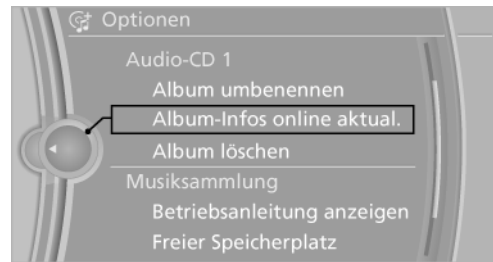 Optionen
Audio-CD 1
Album umbenennen
Album-Infos online aktual.
Album löschen
Musiksammlung
Betriebsanleitung anzeigen
Freier Speicherplatz